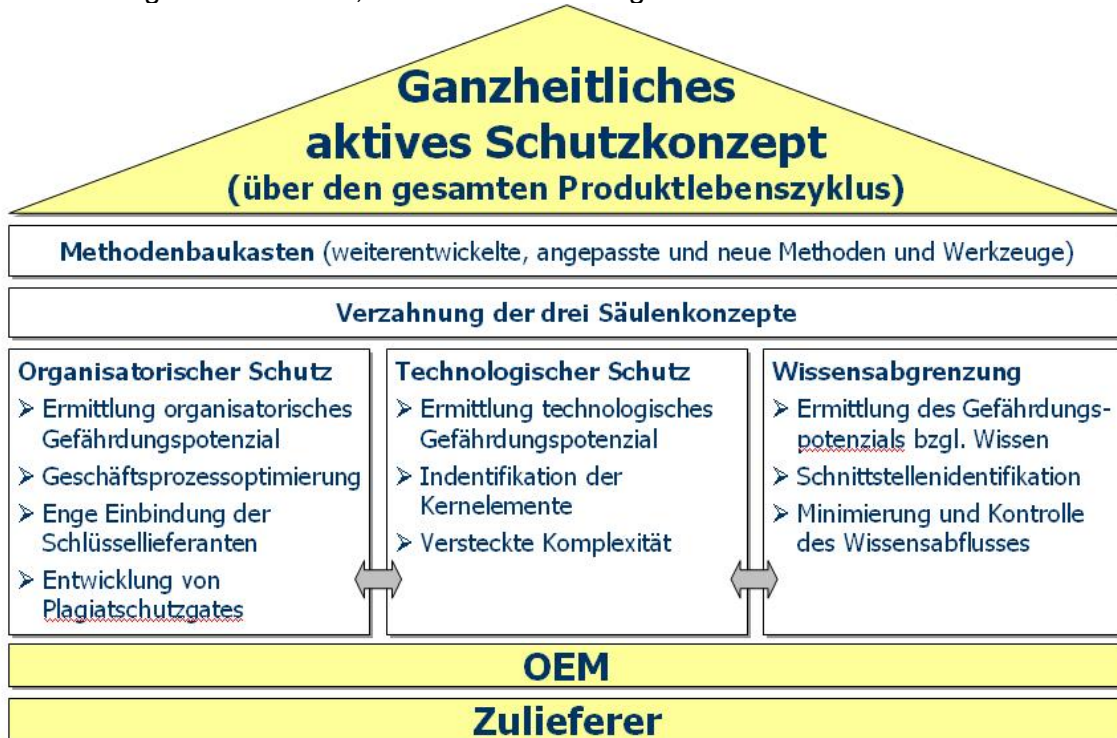 Ganzheitliches
aktives Schutzkonzept
(über den gesamten Produktlebenszyklus)
Methodenbaukasten (weiterentwickelte, angepasste und neue Methoden und Werkzeuge)
Verzahnung der drei Säulenkonzepte
Organisatorischer Schutz
➢ Ermittlung organisatorisches
Gefährdungspotenzial
➢ Geschäftsprozessoptimierung
➢ Enge Einbindung der
Schlüssellieferanten
➢ Entwicklung von
Plagiatschutzgates
Technologischer Schutz
➢ Ermittlung technologisches
Gefährdungspotenzial
➢ Indentifikation der
Kernelemente
➢ Versteckte Komplexität
Wissensabgrenzung
➢ Ermittlung des Gefährdungs-
potenzials bzgl. Wissen
➢ Schnittstellenidentifikation
➢ Minimierung und Kontrolle
des Wissensabflusses
OEM
Zulieferer